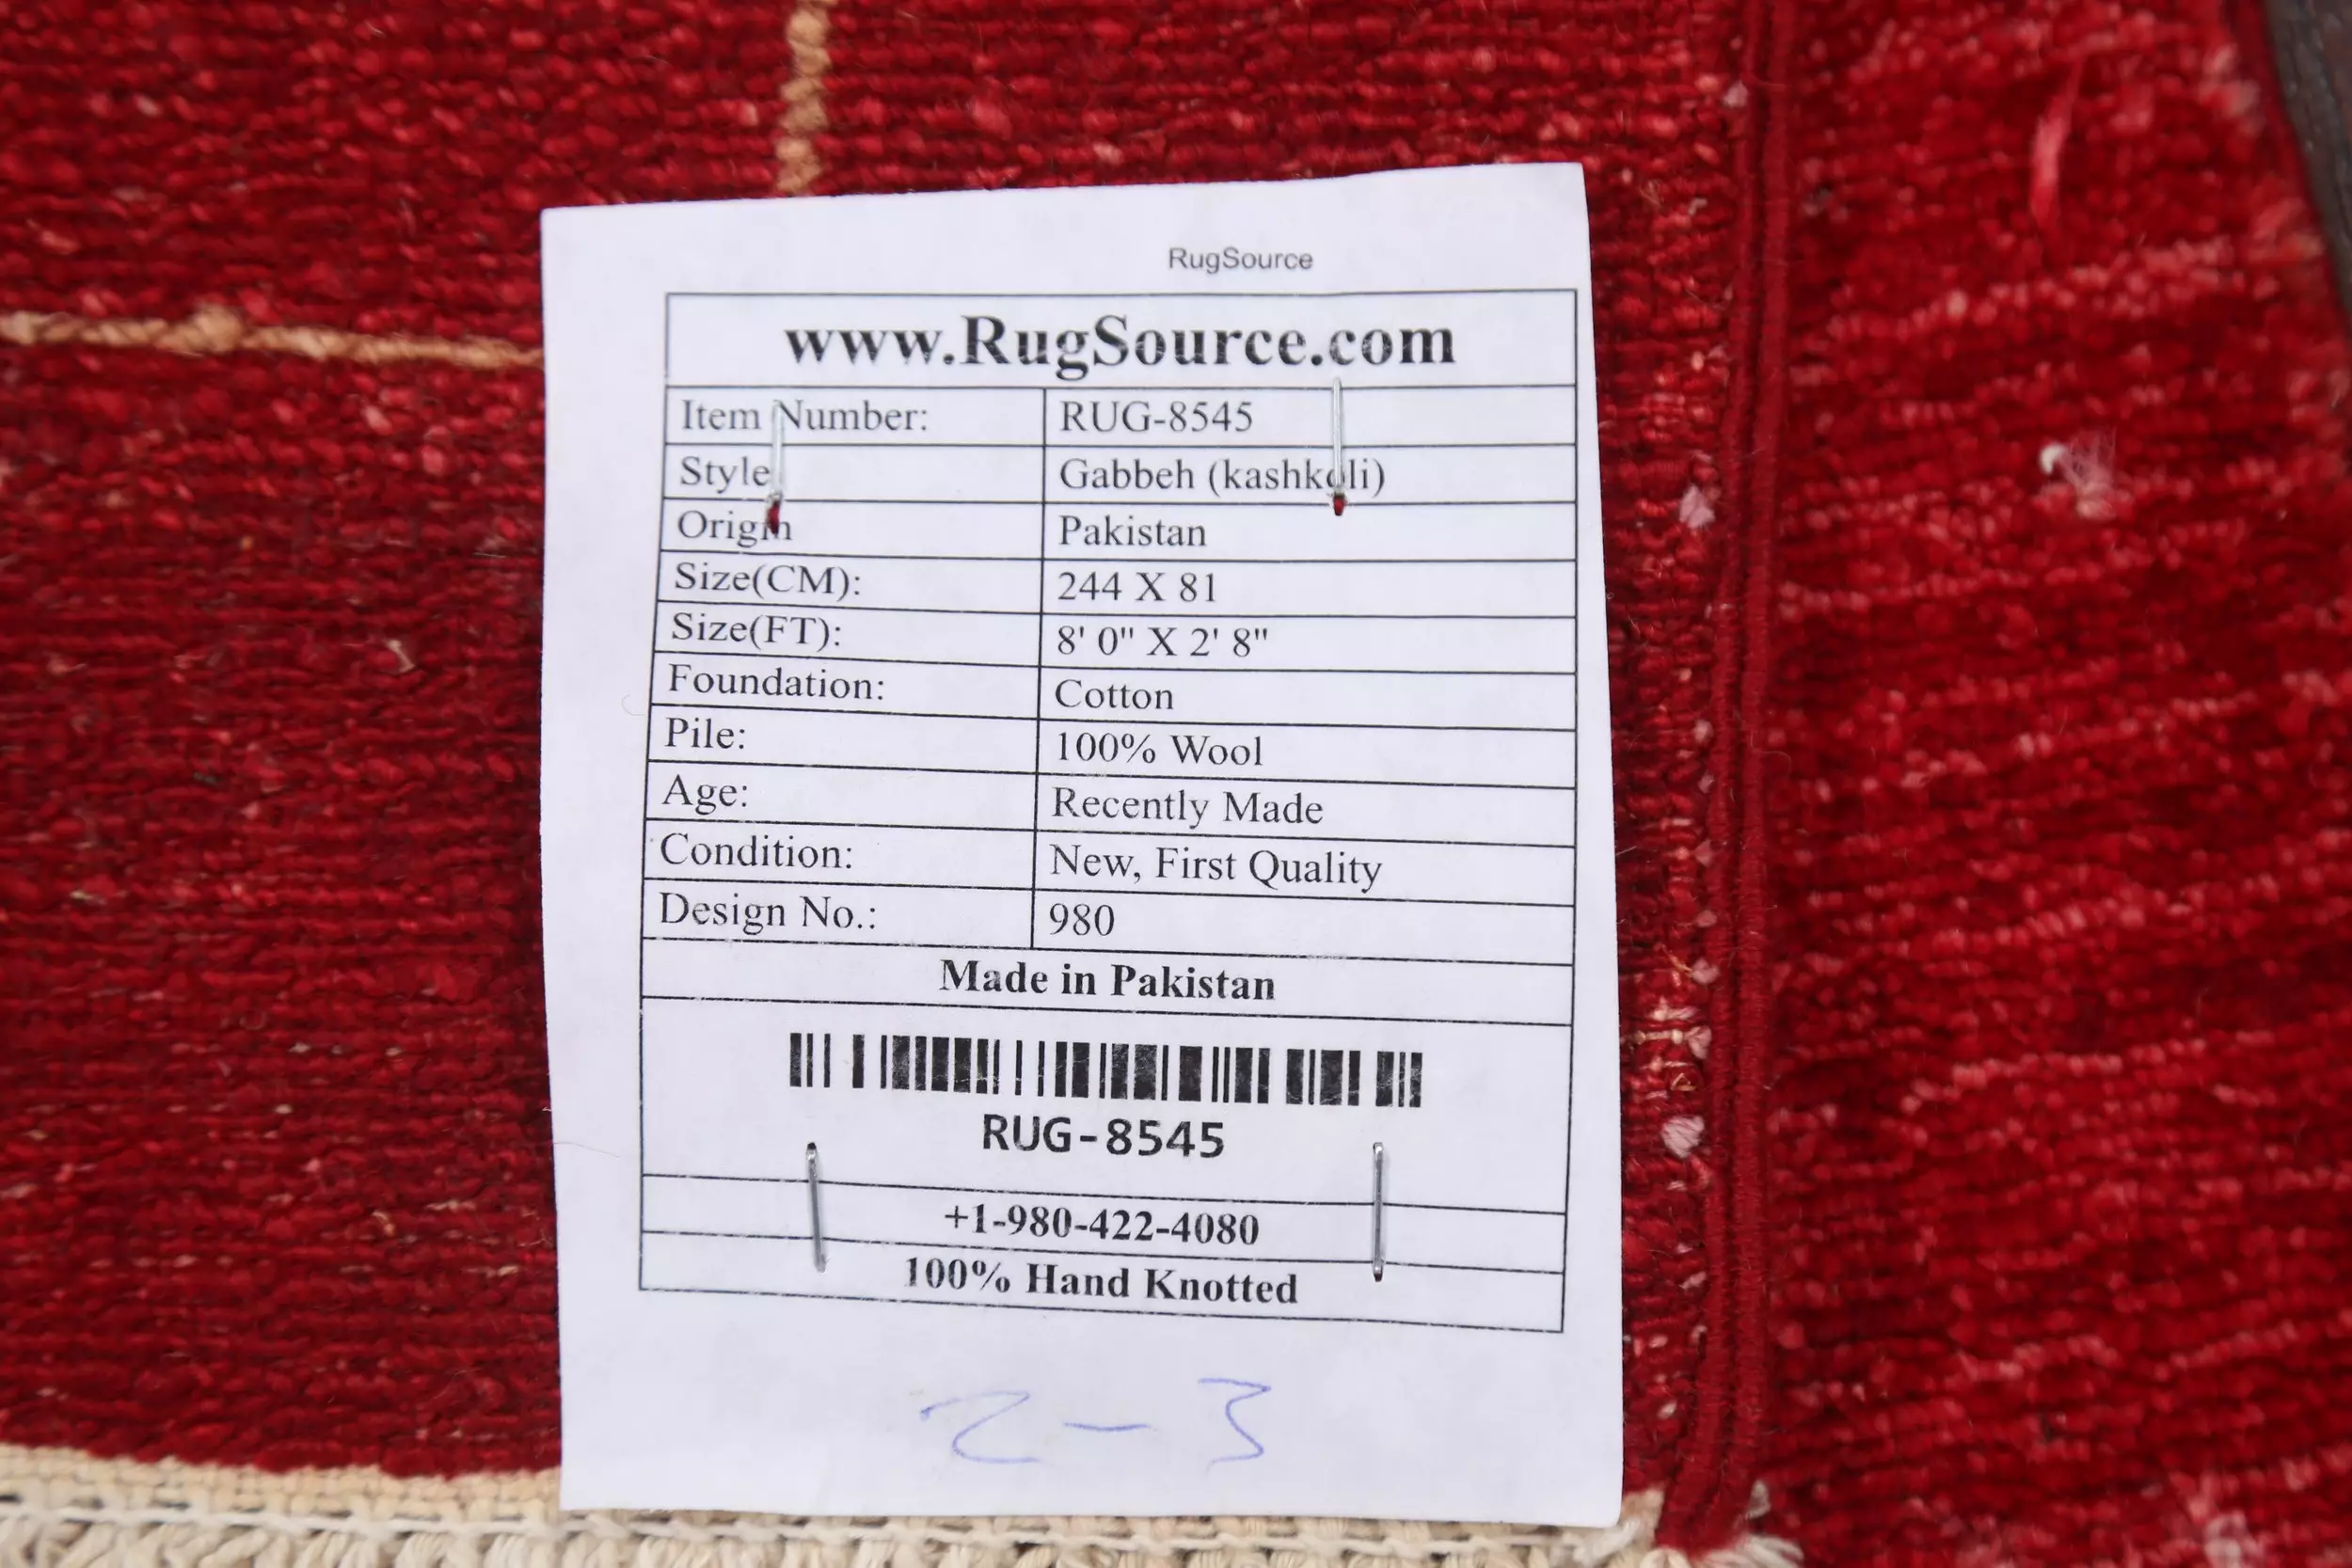 RugSource
www.RugSource.com
Item Number: RUG-8545
Style Gabbeh (kashkoli)
Origin Pakistan
Size(CM): 244 X 81
Size(FT): 8' 0" X 2' 8"
Foundation: Cotton
Pile: 100% Wool
Age: Recently Made
Condition: New, First Quality
Design No.: 980
Made in Pakistan
RUG-8545
+1-980-422-4080
100% Hand Knotted
2-3